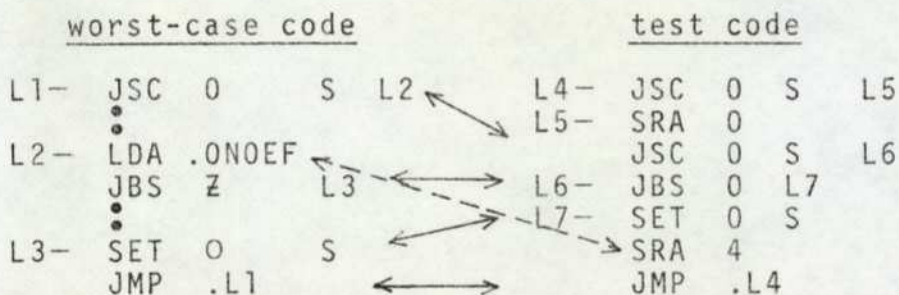 worst-case code test code
L1- JSC 0 S L2 L4- JSC 0 S L5
L5- SRA 0
L2- LDA .ONOEF JSC 0 S L6
JBS Z L3 L6- JBS 0 L7
L7- SET 0 S
L3- SET 0 S SRA 4
JMP .L1 JMP .L4